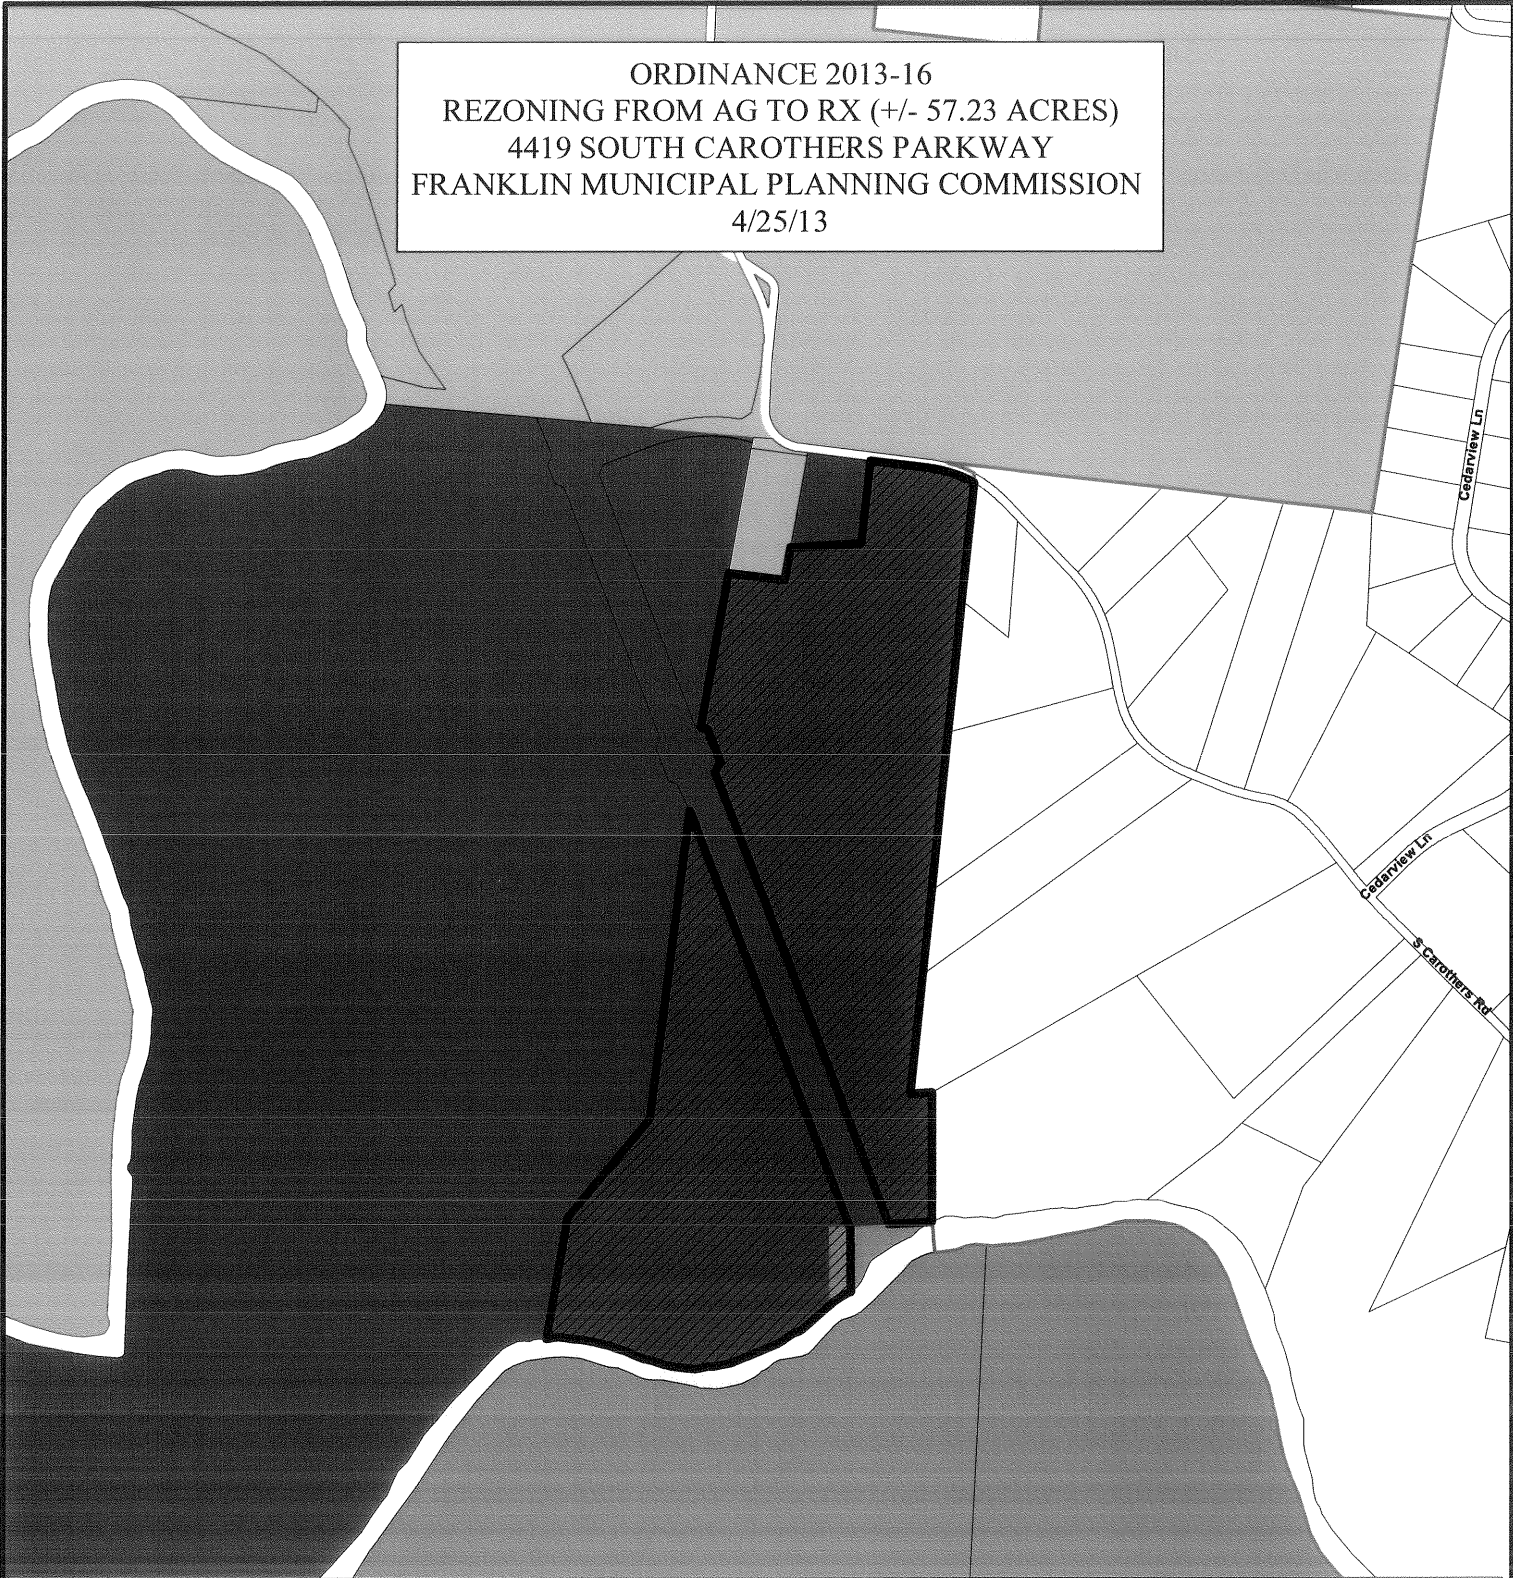 ORDINANCE 2013-16
REZONING FROM AG TO RX (+/- 57.23 ACRES)
4419 SOUTH CAROTHERS PARKWAY
FRANKLIN MUNICIPAL PLANNING COMMISSION
4/25/13
Cedarview Ln
Cedarview Ln
S Carothers Rd